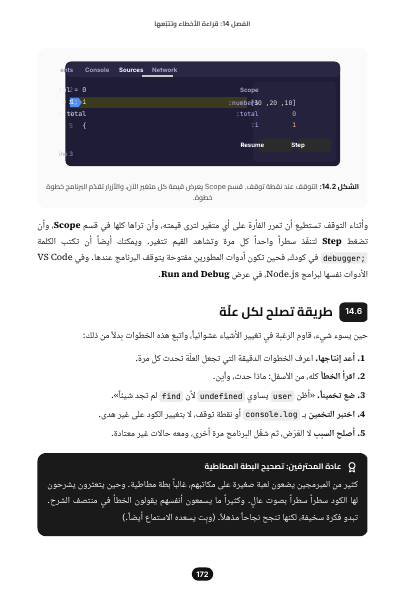 الفصل 14: قراءة الأخطاء وتتبّعها
Console Sources Network
Scope
numbers: [10, 20, 30]
total: 0
i: 1
Resume Step
الشكل 14.2: التوقف عند نقطة توقف. قسم Scope يعرض قيمة كل متغير الآن، والأزرار تقدّم البرنامج خطوة
خطوة.
وأثناء التوقف تستطيع أن تمرر الفأرة على أي متغير لترى قيمته، وأن تراها كلها في قسم Scope، وأن
تضغط Step لتنفّذ سطراً واحداً كل مرة وتشاهد القيم تتغير. ويمكنك أيضاً أن تكتب الكلمة
debugger; في كودك، فحين تكون أدوات المطورين مفتوحة يتوقف البرنامج عندها. وفي VS Code
الأدوات نفسها لبرامج Node.js، في عرض Run and Debug.
14.6 طريقة تصلح لكل علّة
حين يسوء شيء، قاوم الرغبة في تغيير الأشياء عشوائياً، واتبع هذه الخطوات بدلاً من ذلك:
1. أعد إنتاجها. اعرف الخطوات الدقيقة التي تجعل العلّة تحدث كل مرة.
2. اقرأ الخطأ كله، من الأسفل: ماذا حدث، وأين.
3. ضع تخميناً. «أظن user يساوي undefined لأن find لم تجد شيئاً».
4. اختبر التخمين بـ console.log أو نقطة توقف، لا بتغيير الكود على غير هدى.
5. أصلح السبب لا العَرَض، ثم شغّل البرنامج مرة أخرى، ومعه حالات غير معتادة.
عادة المحترفين: تصحيح البطة المطاطية
كثير من المبرمجين يضعون لعبة صغيرة على مكاتبهم، غالباً بطة مطاطية. وحين يتعثرون يشرحون
لها الكود سطراً سطراً بصوت عالٍ. وكثيراً ما يسمعون أنفسهم يقولون الخطأ في منتصف الشرح.
تبدو فكرة سخيفة، لكنها تنجح نجاحاً مذهلاً. (وبِت يسعده الاستماع أيضاً.)
172